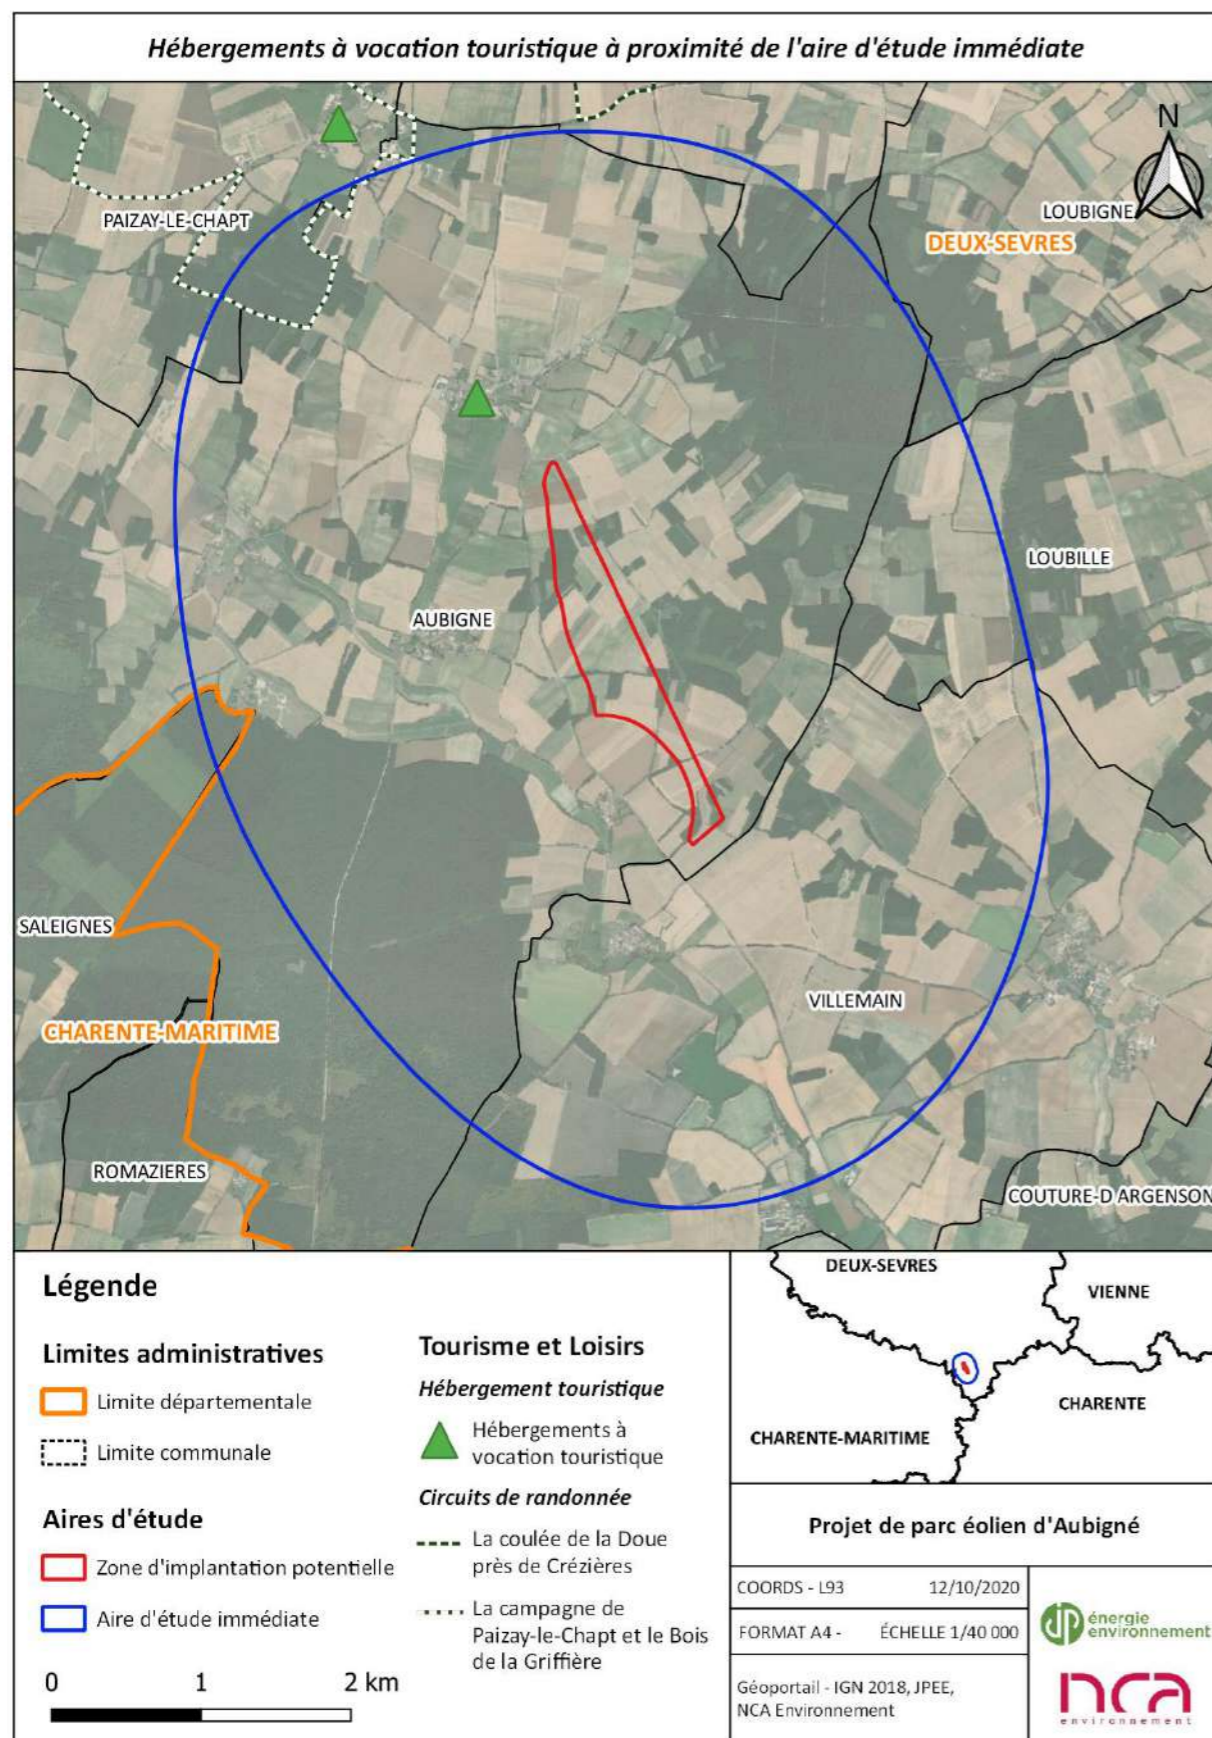 Hébergements à vocation touristique à proximité de l'aire d'étude immédiate
N
PAIZAY-LE-CHAPT
LOUBIGNE
DEUX-SEVRES
LOUBILLE
AUBIGNE
SALEIGNES
VILLEMAIN
CHARENTE-MARITIME
ROMAZIERES
COUTURE-D ARGENSON
Légende
Limites administratives
Limite départementale
Limite communale
Aires d'étude
Zone d'implantation potentielle
Aire d'étude immédiate
0 1 2 km
Tourisme et Loisirs
Hébergement touristique
Hébergements à
vocation touristique
Circuits de randonnée
La coulée de la Doue
près de Crézières
La campagne de
Paizay-le-Chapt et le Bois
de la Griffière
DEUX-SEVRES
VIENNE
CHARENTE
CHARENTE-MARITIME
Projet de parc éolien d'Aubigné
COORDS - L93 12/10/2020
FORMAT A4 - ÉCHELLE 1/40 000
Géoportail - IGN 2018, JPEE,
NCA Environnement
jp énergie
environnement
nca
environnement